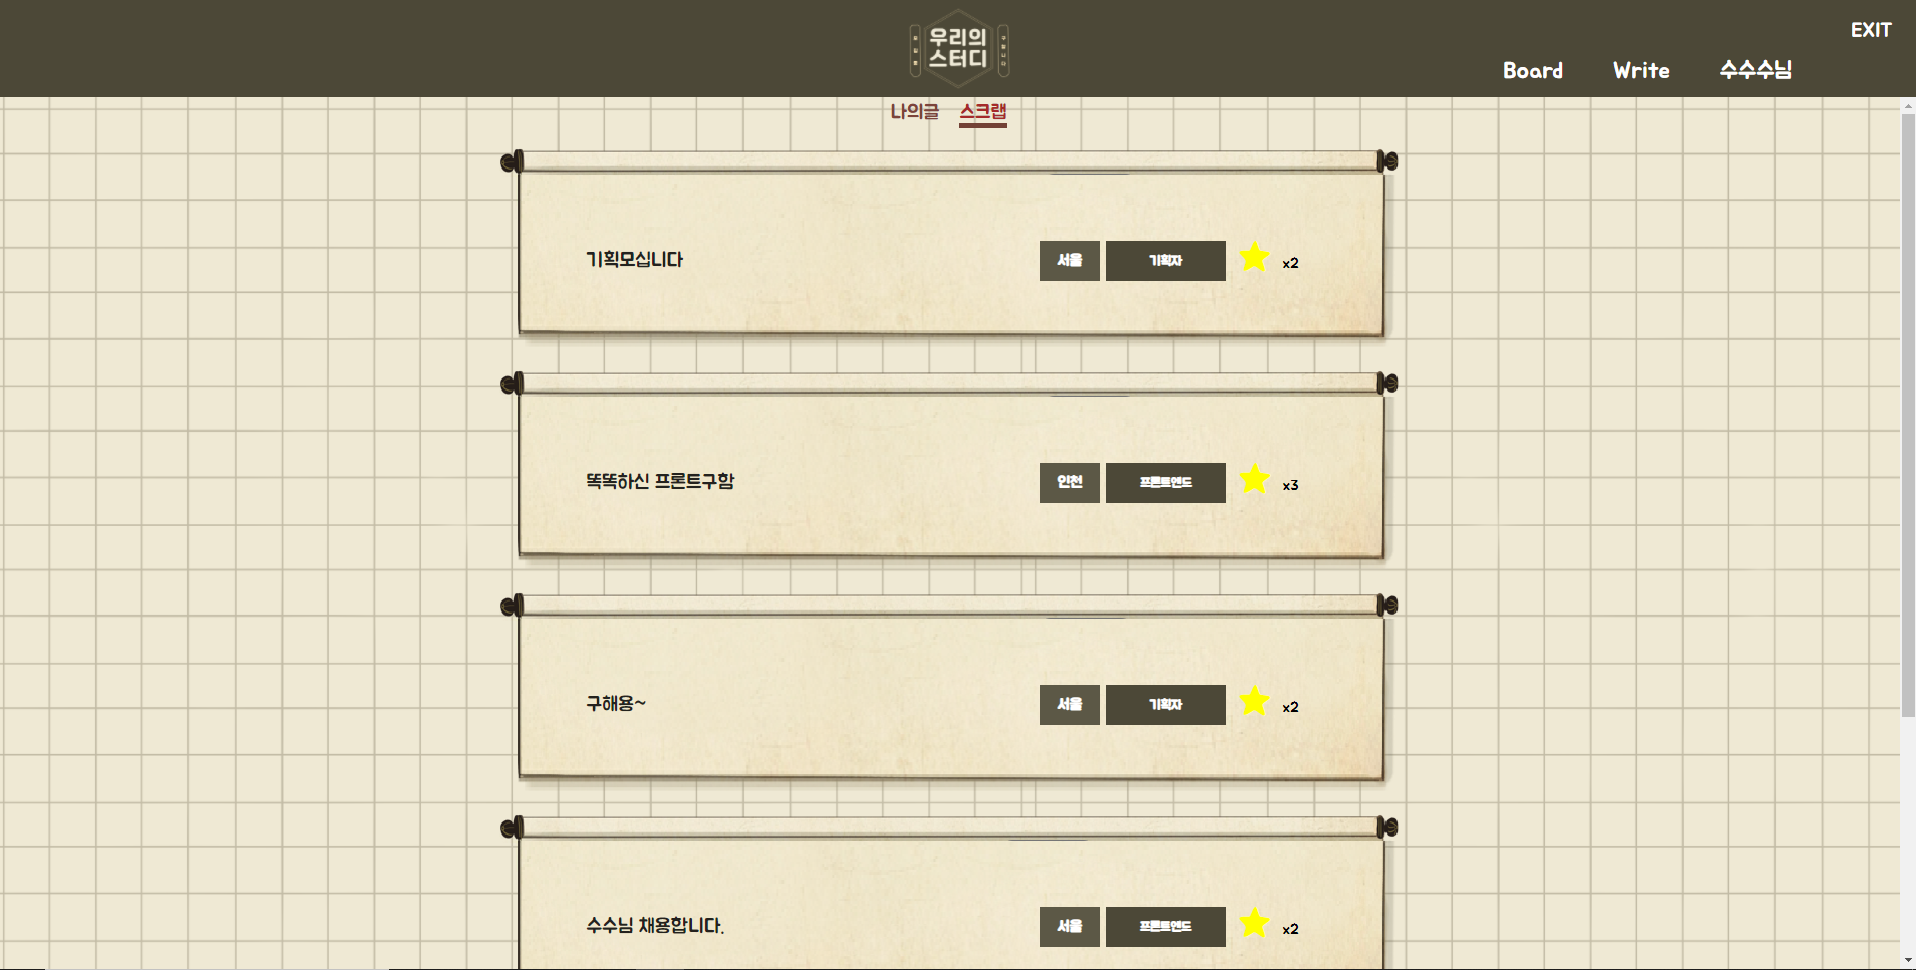 우리의
스터디
EXIT
Board Write 수수수님
나의글 스크랩
기획모십니다 서울 기획자 x2
똑똑하신 프론트구함 인천 프론트엔드 x3
구해용~ 서울 기획자 x2
수수님 채용합니다. 서울 프론트엔드 x2